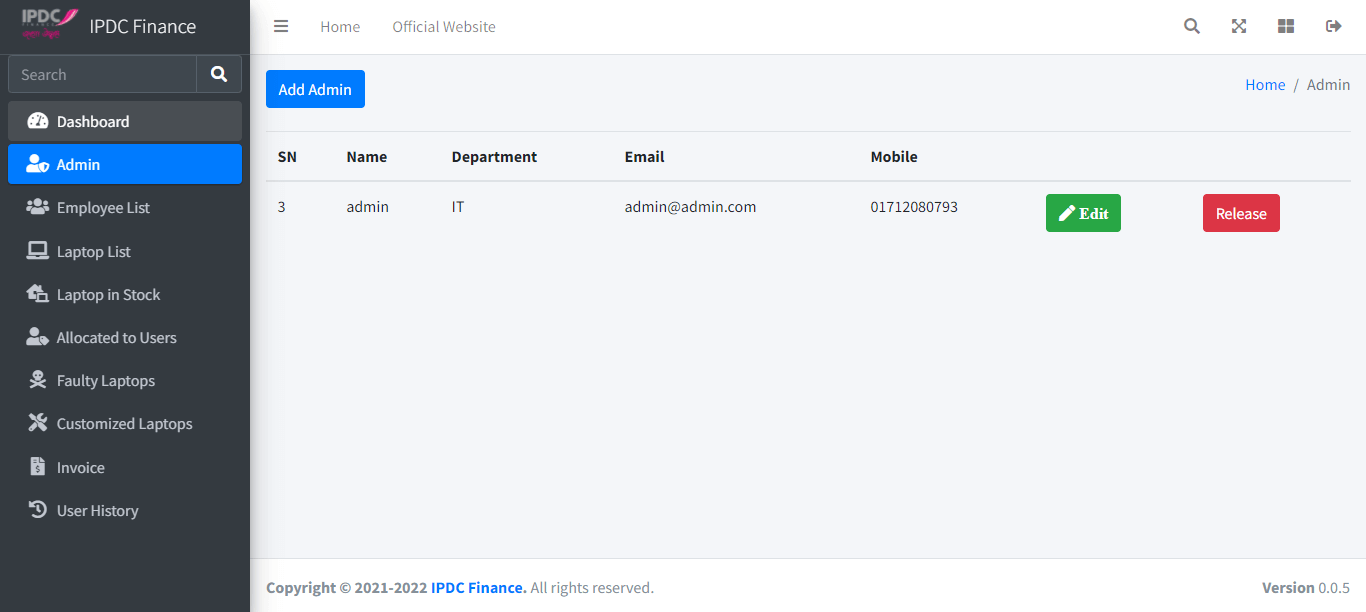 IPDC
FINANCE
IPDC Finance
Search
Dashboard
Admin
Employee List
Laptop List
Laptop in Stock
Allocated to Users
Faulty Laptops
Customized Laptops
Invoice
User History
Home Official Website
Add Admin
Home / Admin
SN Name Department Email Mobile
3 admin IT admin@admin.com 01712080793 Edit Release
Copyright © 2021-2022 IPDC Finance. All rights reserved.
Version 0.0.5